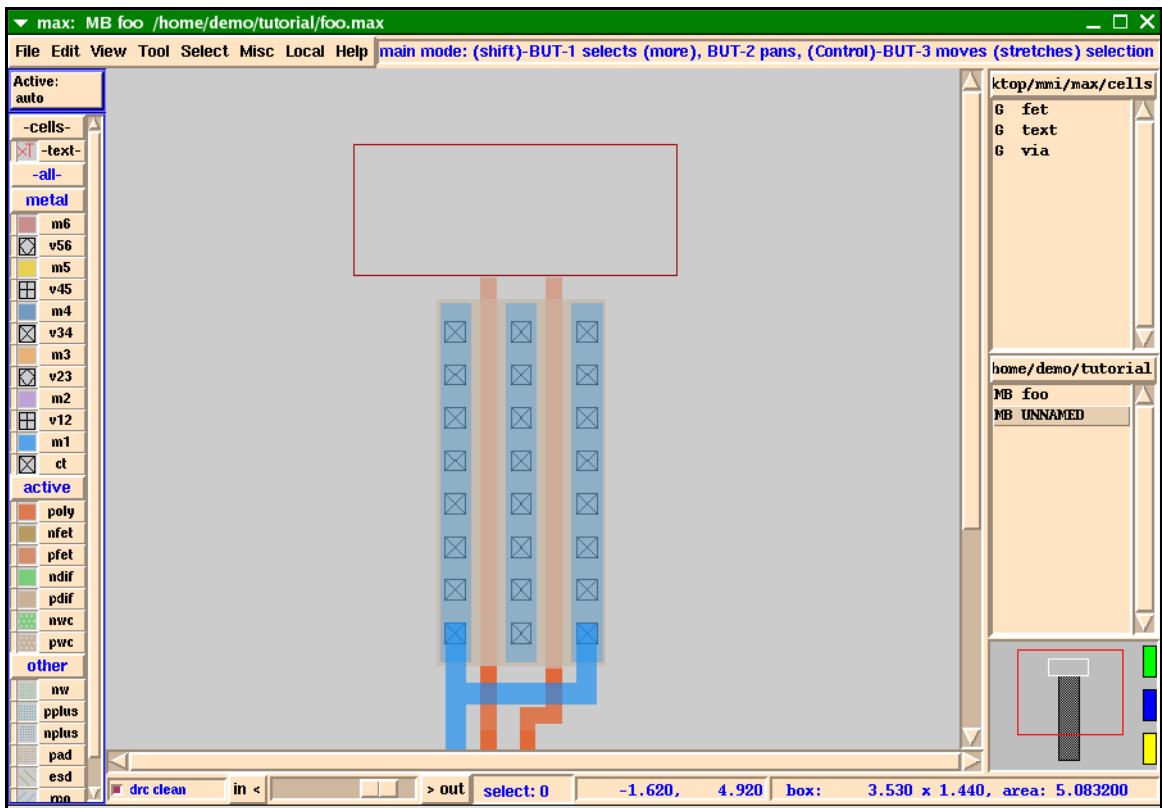 max: MB foo /home/demo/tutorial/foo.max
File Edit View Tool Select Misc Local Help main mode: (shift)-BUT-1 selects (more), BUT-2 pans, (Control)-BUT-3 moves (stretches) selection
Active:
auto
-cells-
-text-
-all-
metal
m6
v56
m5
v45
m4
v34
m3
v23
m2
v12
m1
ct
active
poly
nfet
pfet
ndif
pdif
nwc
pwc
other
nw
pplus
nplus
pad
esd
ktop/mmi/max/cells
G fet
G text
G via
home/demo/tutorial
MB foo
MB UNNAMED
drc clean in < > out select: 0 -1.620, 4.920 box: 3.530 x 1.440, area: 5.083200